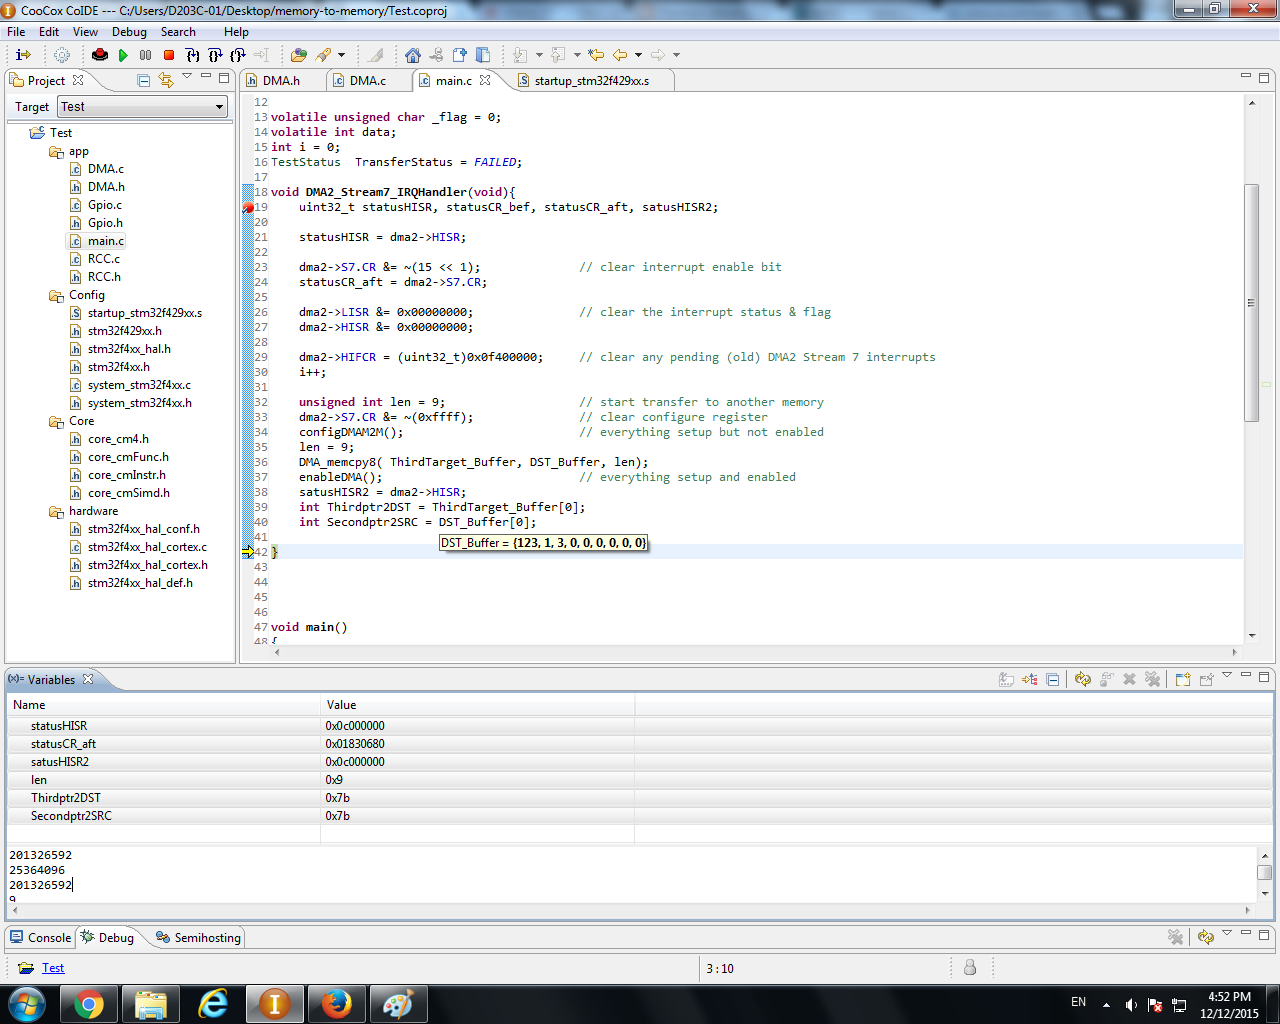 CooCox CoIDE --- C:/Users/D203C-01/Desktop/memory-to-memory/Test.coproj
File Edit View Debug Search Help
Project
DMA.h DMA.c main.c startup_stm32f429xx.s
Target Test
Test
app
DMA.c
DMA.h
Gpio.c
Gpio.h
main.c
RCC.c
RCC.h
Config
startup_stm32f429xx.s
stm32f429xx.h
stm32f4xx_hal.h
stm32f4xx.h
system_stm32f4xx.c
system_stm32f4xx.h
Core
core_cm4.h
core_cmFunc.h
core_cmInstr.h
core_cmSimd.h
hardware
stm32f4xx_hal_conf.h
stm32f4xx_hal_cortex.c
stm32f4xx_hal_cortex.h
stm32f4xx_hal_def.h
12
13 volatile unsigned char _flag = 0;
14 volatile int data;
15 int i = 0;
16 TestStatus  TransferStatus = FAILED;
17
18 void DMA2_Stream7_IRQHandler(void){
19     uint32_t statusHISR, statusCR_bef, statusCR_aft, satusHISR2;
20
21     statusHISR = dma2->HISR;
22
23     dma2->S7.CR &= ~(15 << 1);              // clear interrupt enable bit
24     statusCR_aft = dma2->S7.CR;
25
26     dma2->LISR &= 0x00000000;               // clear the interrupt status & flag
27     dma2->HISR &= 0x00000000;
28
29     dma2->HIFCR = (uint32_t)0x0f400000;     // clear any pending (old) DMA2 Stream 7 interrupts
30     i++;
31
32     unsigned int len = 9;                   // start transfer to another memory
33     dma2->S7.CR &= ~(0xffff);               // clear configure register
34     configDMAM2M();                         // everything setup but not enabled
35     len = 9;
36     DMA_memcpy8( ThirdTarget_Buffer, DST_Buffer, len);
37     enableDMA();                            // everything setup and enabled
38     satusHISR2 = dma2->HISR;
39     int Thirdptr2DST = ThirdTarget_Buffer[0];
40     int Secondptr2SRC = DST_Buffer[0];
41
DST_Buffer = {123, 1, 3, 0, 0, 0, 0, 0, 0}
42 }
43
44
45
46
47 void main()
48 {
(x)= Variables
Name Value
statusHISR 0x0c000000
statusCR_aft 0x01830680
satusHISR2 0x0c000000
len 0x9
Thirdptr2DST 0x7b
Secondptr2SRC 0x7b
201326592
25364096
201326592
9
Console Debug Semihosting
Test 3 : 10
EN 4:52 PM
12/12/2015